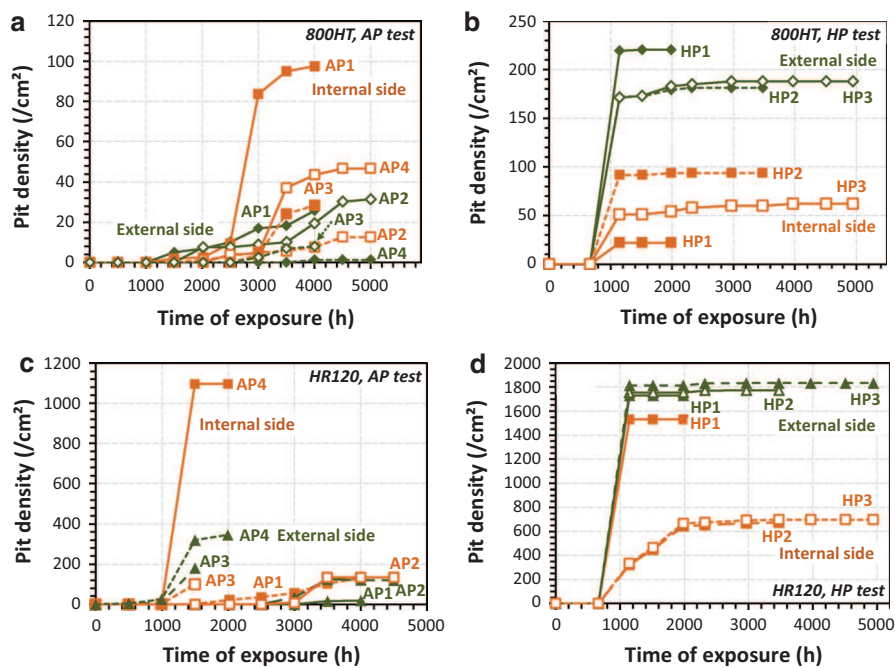 a
800HT, AP test
Pit density (/cm²)
120
100
80
60
40
20
0
AP1
Internal side
AP4
AP3
AP2
External side
AP1
AP3
AP2
AP4
0 1000 2000 3000 4000 5000
Time of exposure (h)
b
800HT, HP test
Pit density (/cm²)
250
200
150
100
50
0
HP1
External side
HP2
HP3
HP2
HP3
Internal side
HP1
0 1000 2000 3000 4000 5000
Time of exposure (h)
c
HR120, AP test
Pit density (/cm²)
1200
1000
800
600
400
200
0
AP4
Internal side
AP4 External side
AP3
AP3
AP1
AP2
AP1
AP2
0 1000 2000 3000 4000 5000
Time of exposure (h)
d
Pit density (/cm²)
2000
1800
1600
1400
1200
1000
800
600
400
200
0
HP1
HP2
HP3
HP1
External side
HP3
HP2
Internal side
HR120, HP test
0 1000 2000 3000 4000 5000
Time of exposure (h)